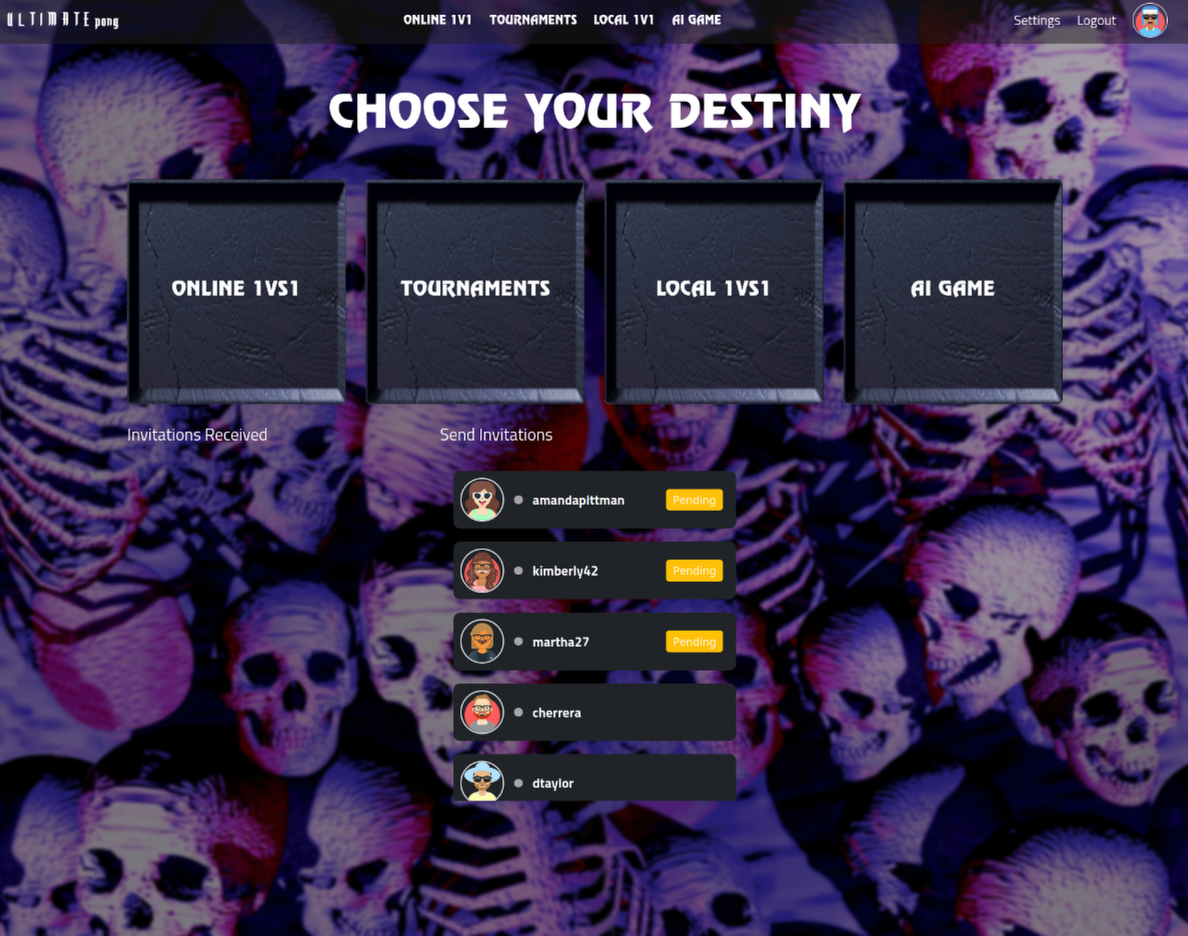 ULTIMATE pong
ONLINE 1V1 TOURNAMENTS LOCAL 1V1 AI GAME
Settings Logout
CHOOSE YOUR DESTINY
ONLINE 1VS1
TOURNAMENTS
LOCAL 1VS1
AI GAME
Invitations Received
Send Invitations
amandapittman Pending
kimberly42 Pending
martha27 Pending
cherrera
dtaylor